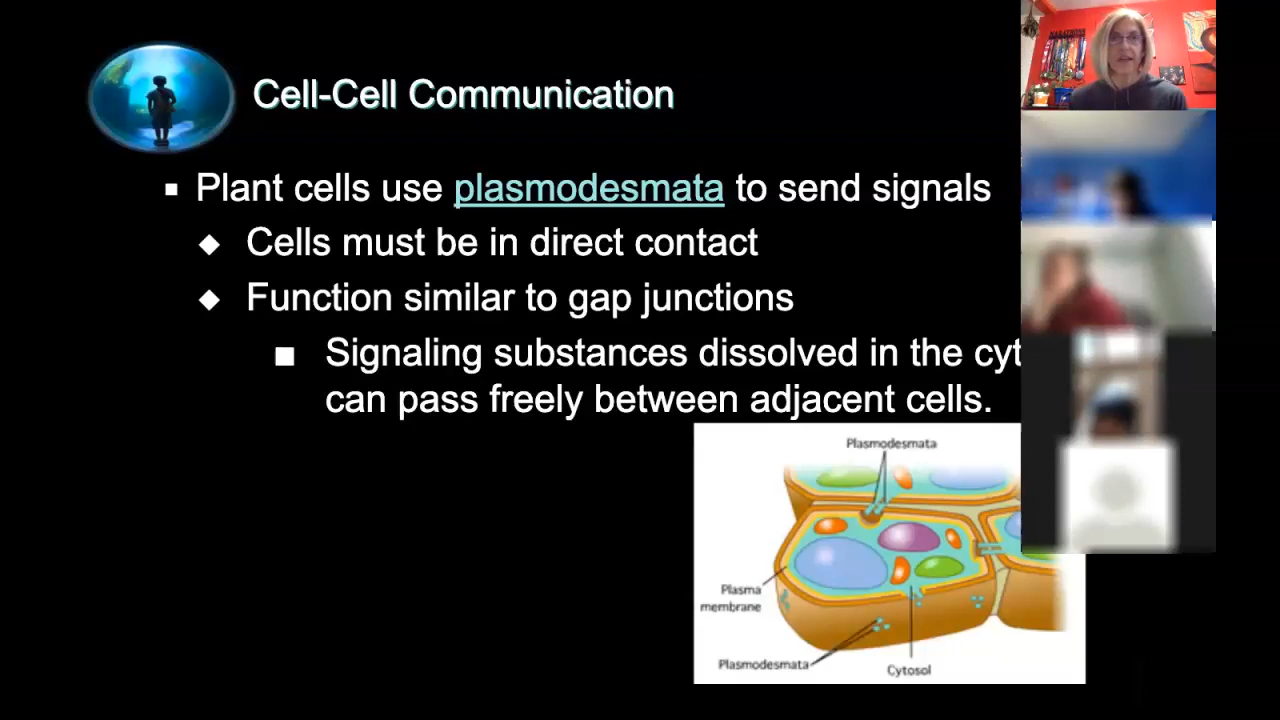 Cell-Cell Communication
Plant cells use plasmodesmata to send signals
Cells must be in direct contact
Function similar to gap junctions
Signaling substances dissolved in the cyt
can pass freely between adjacent cells.
Plasmodesmata
Plasma
membrane
Plasmodesmata
Cytosol